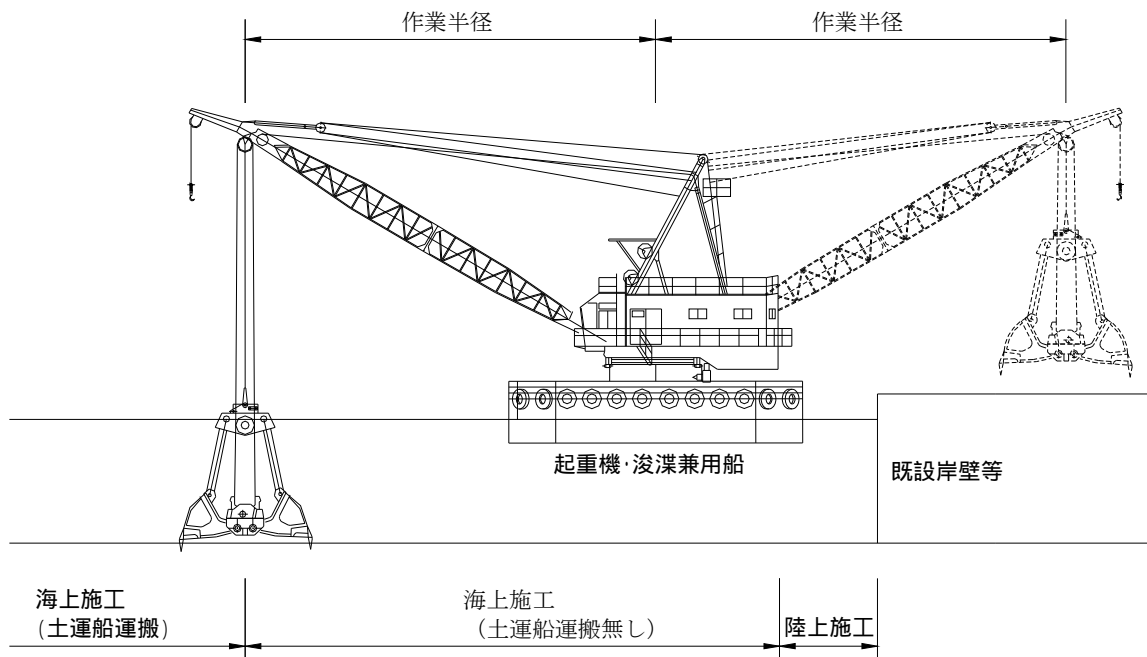 作業半径
作業半径
起重機・浚渫兼用船
既設岸壁等
海上施工
(土運船運搬)
海上施工
（土運船運搬無し）
陸上施工